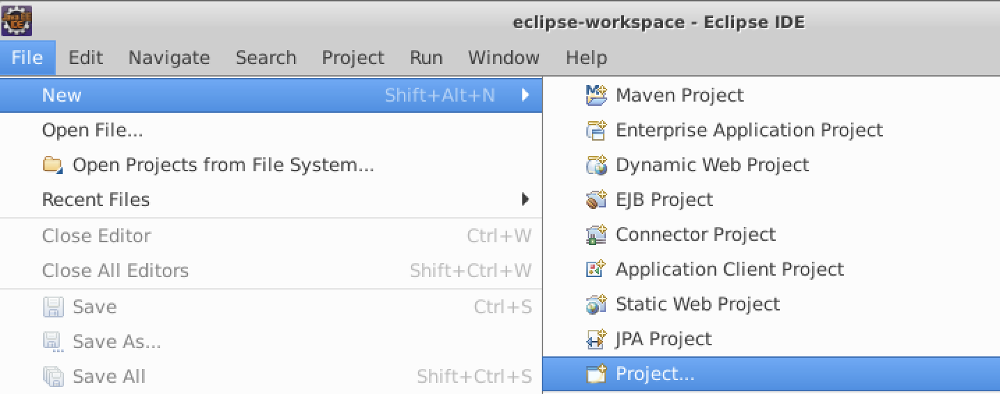 Java EE
IDE
eclipse-workspace - Eclipse IDE
File Edit Navigate Search Project Run Window Help
New Shift+Alt+N
Open File...
Open Projects from File System...
Recent Files
Close Editor Ctrl+W
Close All Editors Shift+Ctrl+W
Save Ctrl+S
Save As...
Save All Shift+Ctrl+S
Maven Project
Enterprise Application Project
Dynamic Web Project
EJB Project
Connector Project
Application Client Project
Static Web Project
JPA Project
Project...